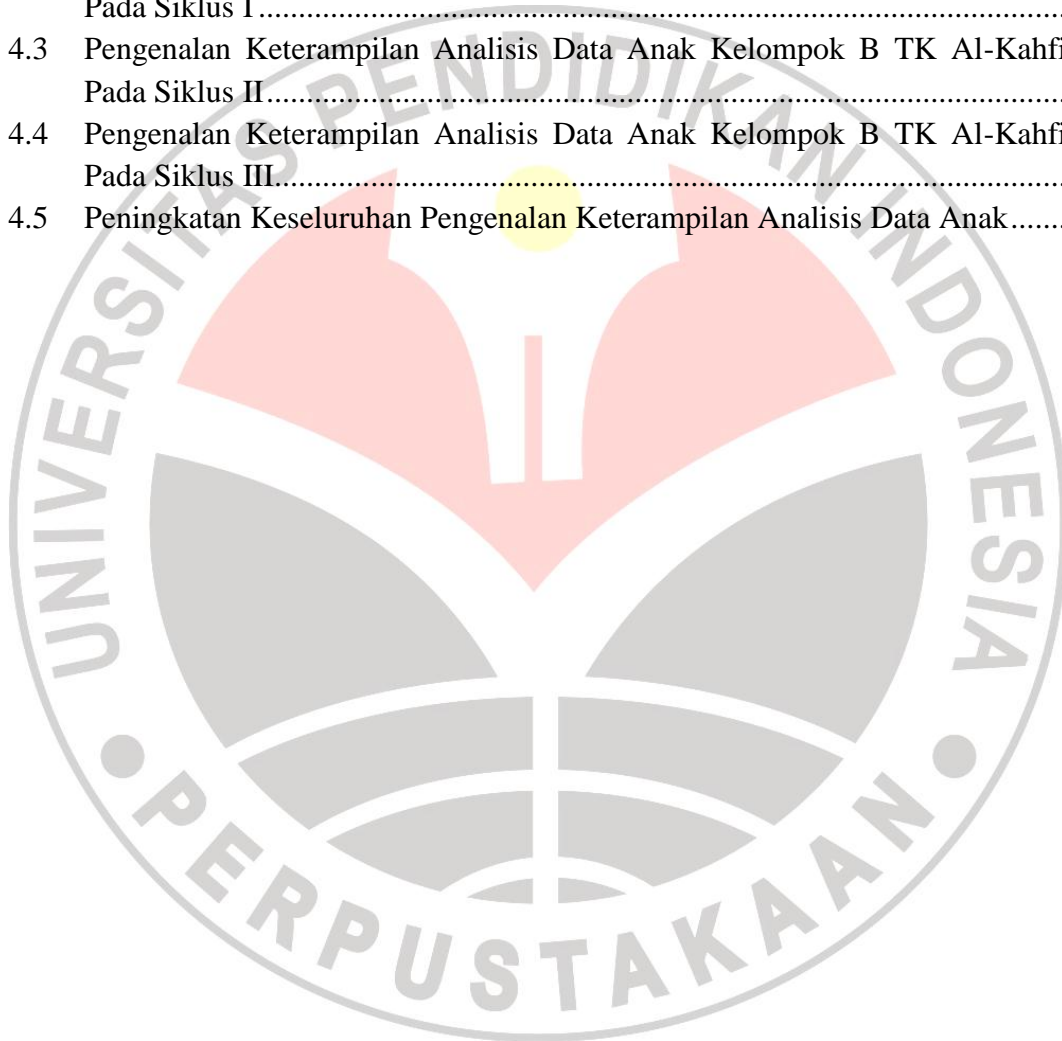 Pada Siklus I
4.3 Pengenalan Keterampilan Analisis Data Anak Kelompok B TK Al-Kahfi
Pada Siklus II
4.4 Pengenalan Keterampilan Analisis Data Anak Kelompok B TK Al-Kahfi
Pada Siklus III
4.5 Peningkatan Keseluruhan Pengenalan Keterampilan Analisis Data Anak
UNIVERSITAS PENDIDIKAN INDONESIA
PERPUSTAKAAN